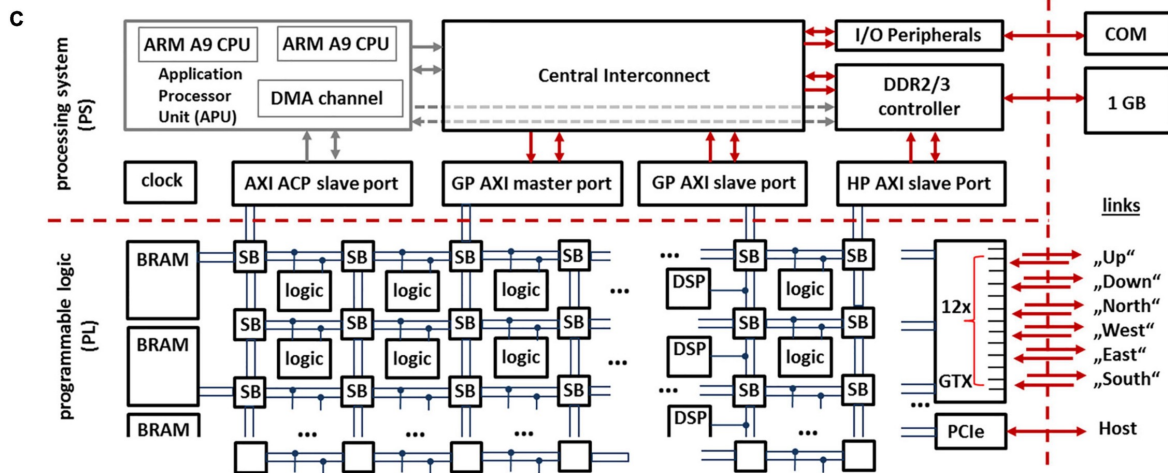 C
processing system
(PS)
ARM A9 CPU
ARM A9 CPU
Application
Processor
Unit (APU)
DMA channel
Central Interconnect
I/O Peripherals
DDR2/3
controller
COM
1 GB
clock
AXI ACP slave port
GP AXI master port
GP AXI slave port
HP AXI slave Port
links
programmable logic
(PL)
BRAM
SB
SB
SB
SB
...
SB
SB
logic
logic
logic
...
DSP
logic
BRAM
SB
SB
SB
SB
SB
SB
logic
logic
logic
...
DSP
logic
SB
SB
SB
SB
...
SB
SB
BRAM
...
...
...
DSP
...
12x
GTX
...
PCIe
„Up“
„Down“
„North“
„West“
„East“
„South“
Host